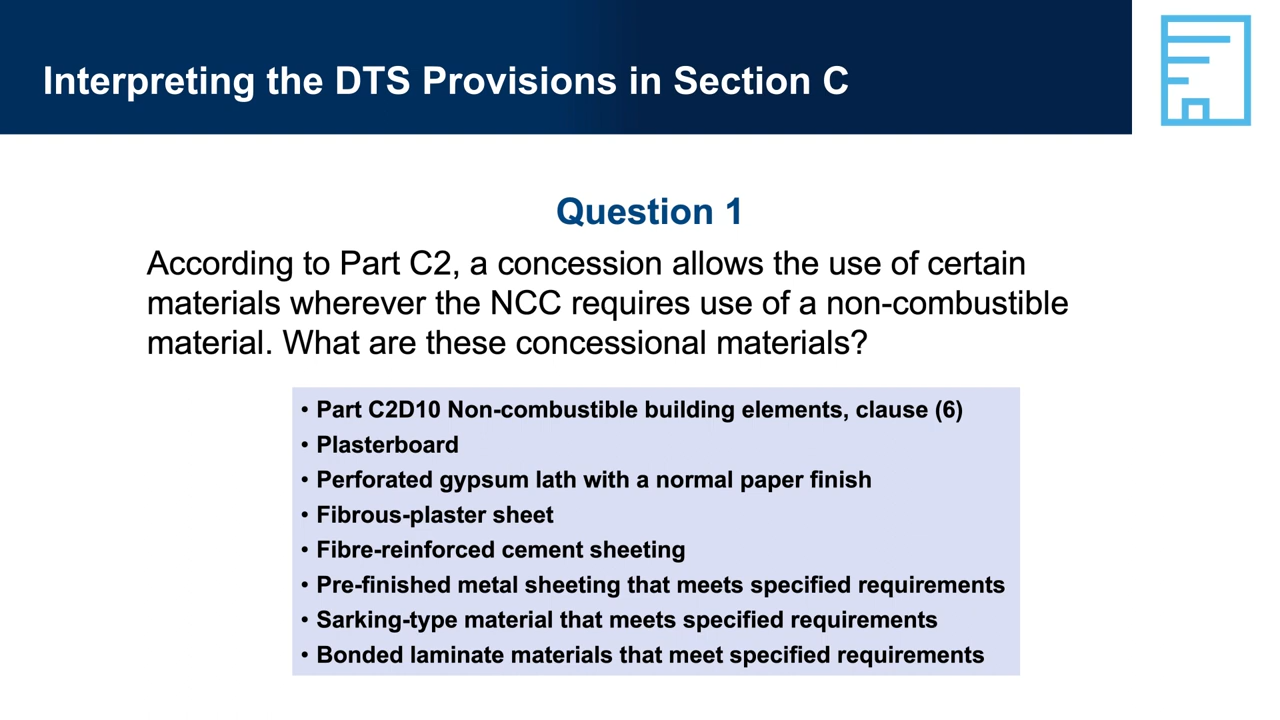 Interpreting the DTS Provisions in Section C
Question 1
According to Part C2, a concession allows the use of certain
materials wherever the NCC requires use of a non-combustible
material. What are these concessional materials?
• Part C2D10 Non-combustible building elements, clause (6)
• Plasterboard
• Perforated gypsum lath with a normal paper finish
• Fibrous-plaster sheet
• Fibre-reinforced cement sheeting
• Pre-finished metal sheeting that meets specified requirements
• Sarking-type material that meets specified requirements
• Bonded laminate materials that meet specified requirements